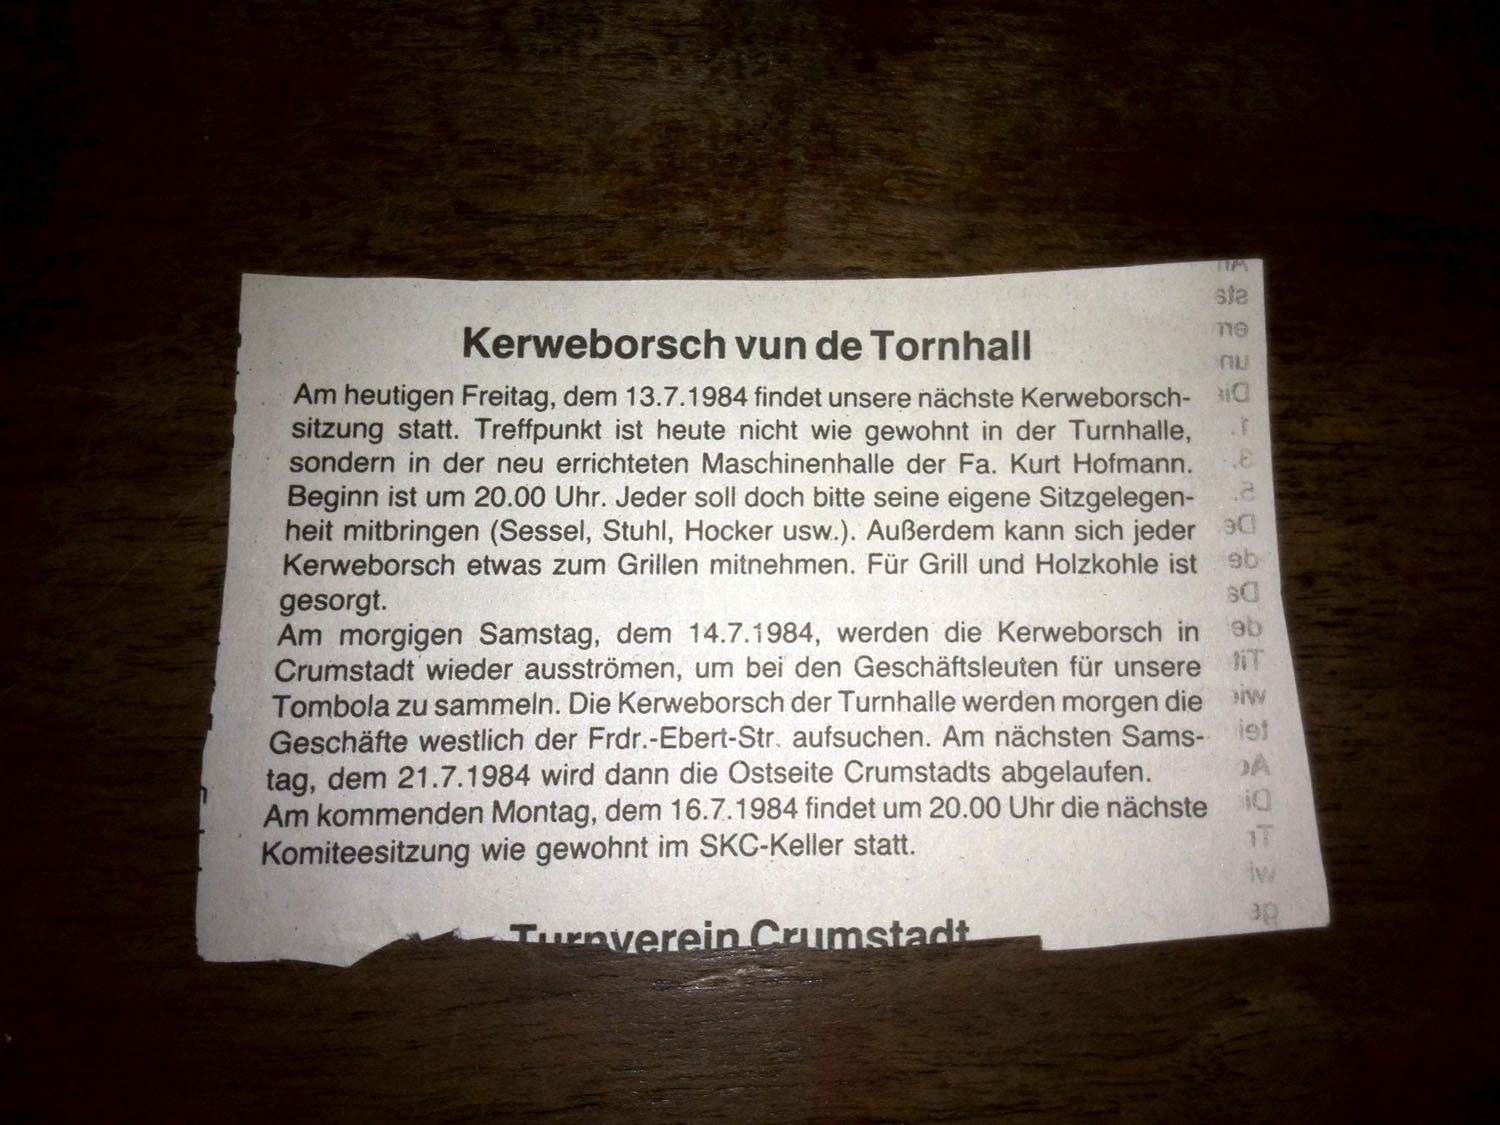 Kerweborsch vun de Tornhall
Am heutigen Freitag, dem 13.7.1984 findet unsere nächste Kerweborsch-
sitzung statt. Treffpunkt ist heute nicht wie gewohnt in der Turnhalle,
sondern in der neu errichteten Maschinenhalle der Fa. Kurt Hofmann.
Beginn ist um 20.00 Uhr. Jeder soll doch bitte seine eigene Sitzgelegen-
heit mitbringen (Sessel, Stuhl, Hocker usw.). Außerdem kann sich jeder
Kerweborsch etwas zum Grillen mitnehmen. Für Grill und Holzkohle ist
gesorgt.
Am morgigen Samstag, dem 14.7.1984, werden die Kerweborsch in
Crumstadt wieder ausströmen, um bei den Geschäftsleuten für unsere
Tombola zu sammeln. Die Kerweborsch der Turnhalle werden morgen die
Geschäfte westlich der Frdr.-Ebert-Str. aufsuchen. Am nächsten Sams-
tag, dem 21.7.1984 wird dann die Ostseite Crumstadts abgelaufen.
Am kommenden Montag, dem 16.7.1984 findet um 20.00 Uhr die nächste
Komiteesitzung wie gewohnt im SKC-Keller statt.
Turnverein Crumstadt